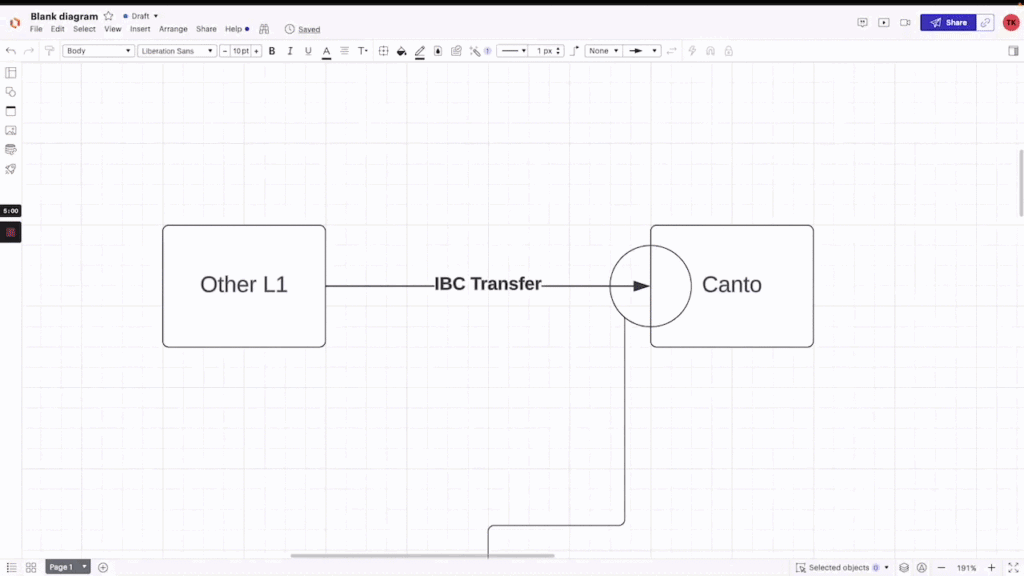 Blank diagram Draft
File Edit Select View Insert Arrange Share Help Saved
Share
TK
Body Liberation Sans - 10 pt + B I U A T 1 px None
5:00
Other L1
IBC Transfer
Canto
Page 1
Selected objects 0
191%